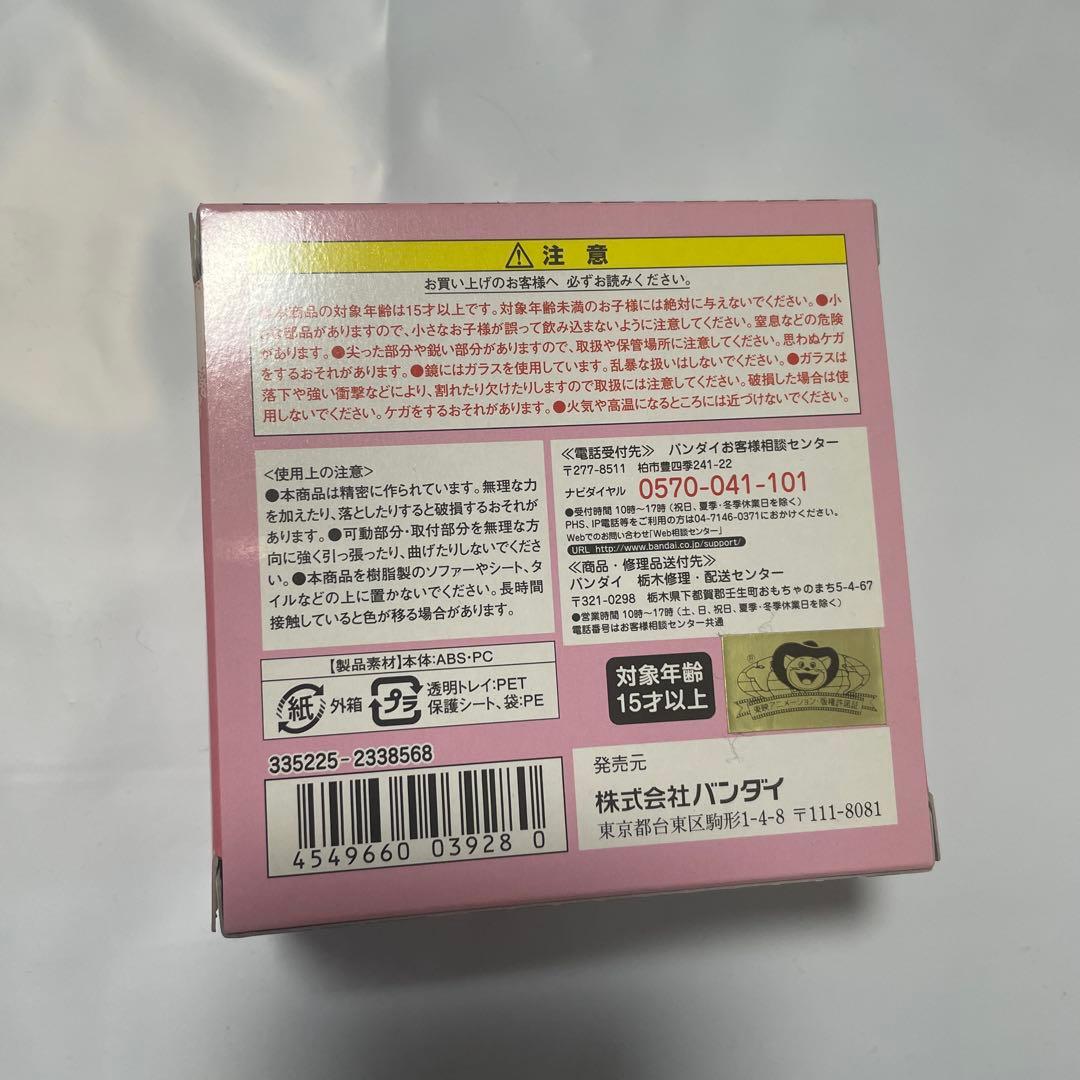 注意
お買い上げのお客様へ 必ずお読みください。
本商品の対象年齢は15才以上です。対象年齢未満のお子様には絶対に与えないでください。●小
な部品がありますので、小さなお子様が誤って飲み込まないように注意してください。窒息などの危険
があります。●尖った部分や鋭い部分がありますので、取扱や保管場所に注意してください。思わぬケガ
をするおそれがあります。●鏡にはガラスを使用しています。乱暴な扱いはしないでください。●ガラスは
落下や強い衝撃などにより、割れたり欠けたりしますので取扱には注意してください。破損した場合は使
用しないでください。ケガをするおそれがあります。●火気や高温になるところには近づけないでください。
<使用上の注意>
●本商品は精密に作られています。無理な力
を加えたり、落としたりすると破損するおそれが
あります。●可動部分・取付部分を無理な方
向に強く引っ張ったり、曲げたりしないでくださ
い。●本商品を樹脂製のソファーやシート、タ
イルなどの上に置かないでください。長時間
接触していると色が移る場合があります。
≪電話受付先≫ バンダイお客様相談センター
〒277-8511 柏市豊四季241-22
ナビダイヤル 0570-041-101
●受付時間 10時〜17時(祝日、夏季・冬季休業日を除く)
PHS、IP電話等をご利用の方は04-7146-0371におかけください。
Webでのお問い合わせ「Web相談センター」
URL http://www.bandai.co.jp/support/
≪商品・修理品送付先≫
バンダイ 栃木修理・配送センター
〒321-0298 栃木県下都賀郡壬生町おもちゃのまち5-4-67
●営業時間 10時〜17時(土、日、祝日、夏季・冬季休業日を除く)
電話番号はお客様相談センター共通
【製品素材】本体:ABS・PC
紙 外箱 プラ 透明トレイ:PET
保護シート、袋:PE
対象年齢
15才以上
®
東映アニメーション・版権許諾証
335225-2338568
4549660 03928 0
発売元
株式会社バンダイ
東京都台東区駒形1-4-8 〒111-8081